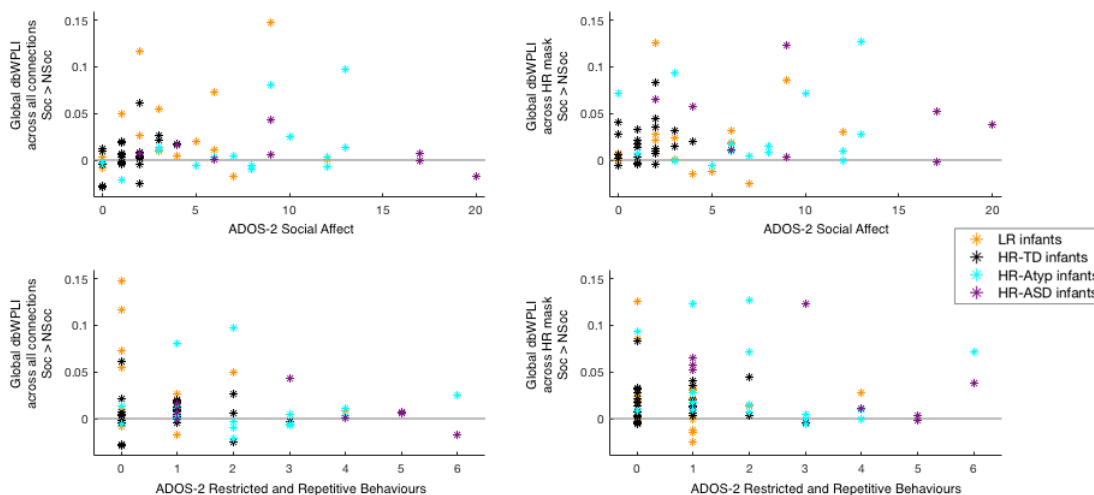 Global dbWPLI
across all connections
Soc > NSoc
0.15
0.1
0.05
0
0 5 10 15 20
ADOS-2 Social Affect
Global dbWPLI
across HR mask
Soc > NSoc
0.15
0.1
0.05
0
0 5 10 15 20
ADOS-2 Social Affect
LR infants
HR-TD infants
HR-Atyp infants
HR-ASD infants
Global dbWPLI
across all connections
Soc > NSoc
0.15
0.1
0.05
0
0 1 2 3 4 5 6
ADOS-2 Restricted and Repetitive Behaviours
Global dbWPLI
across HR mask
Soc > NSoc
0.15
0.1
0.05
0
0 1 2 3 4 5 6
ADOS-2 Restricted and Repetitive Behaviours